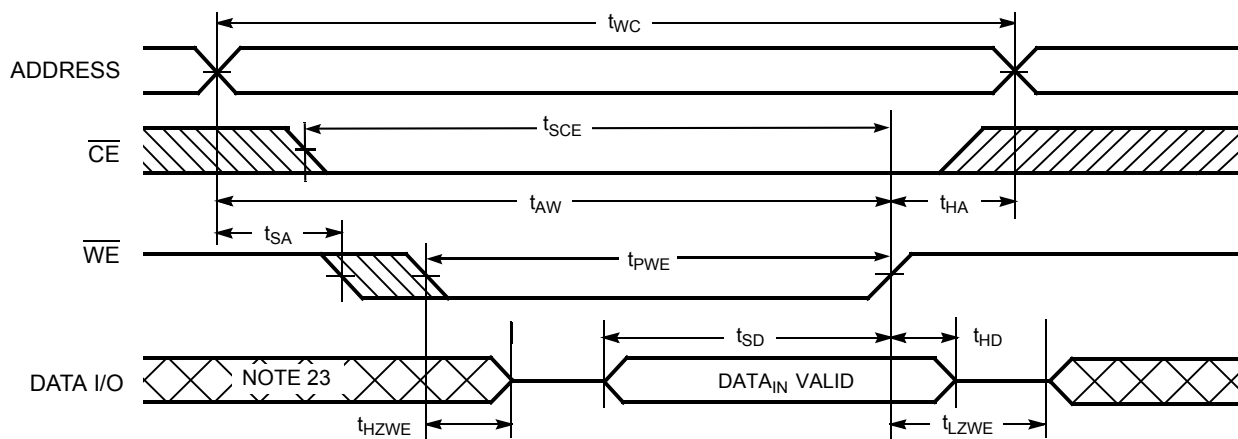 tWC
ADDRESS
tSCE
CE
tAW
tHA
tSA
WE
tPWE
tSD
tHD
DATA I/O
NOTE 23
DATAIN VALID
tHZWE
tLZWE